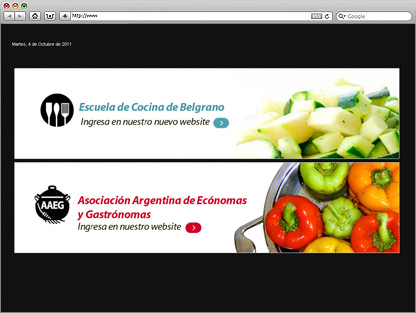 http://www
RSS
Google
Martes, 4 de Octubre de 2011
Escuela de Cocina de Belgrano
Ingresa en nuestro nuevo website
AAEG
Asociación Argentina de Ecónomas
y Gastrónomas
Ingresa en nuestro website